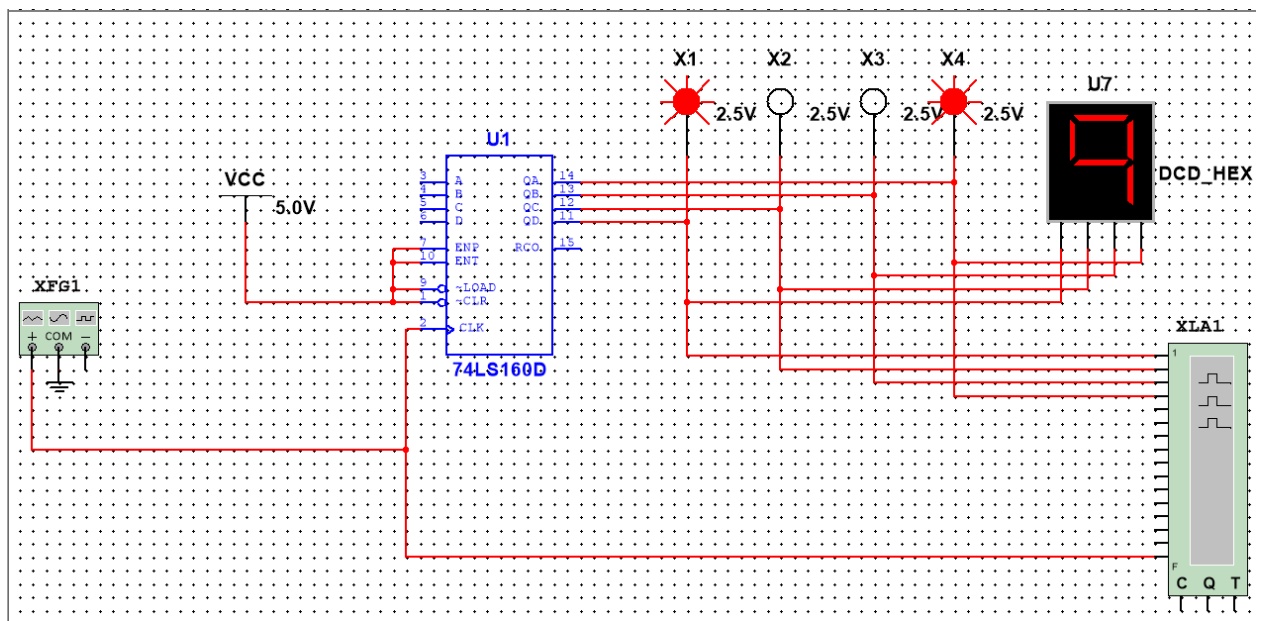 X1
X2
X3
X4
2.5V
2.5V
2.5V
2.5V
U7
DCD_HEX
U1
3
A
QA
14
4
B
QB
13
5
C
QC
12
6
D
QD
11
7
ENP
RCO
15
10
ENT
9
~LOAD
1
~CLR
2
CLK
74LS160D
VCC
5.0V
XFG1
+
COM
−
XLA1
1
F
C Q T
9